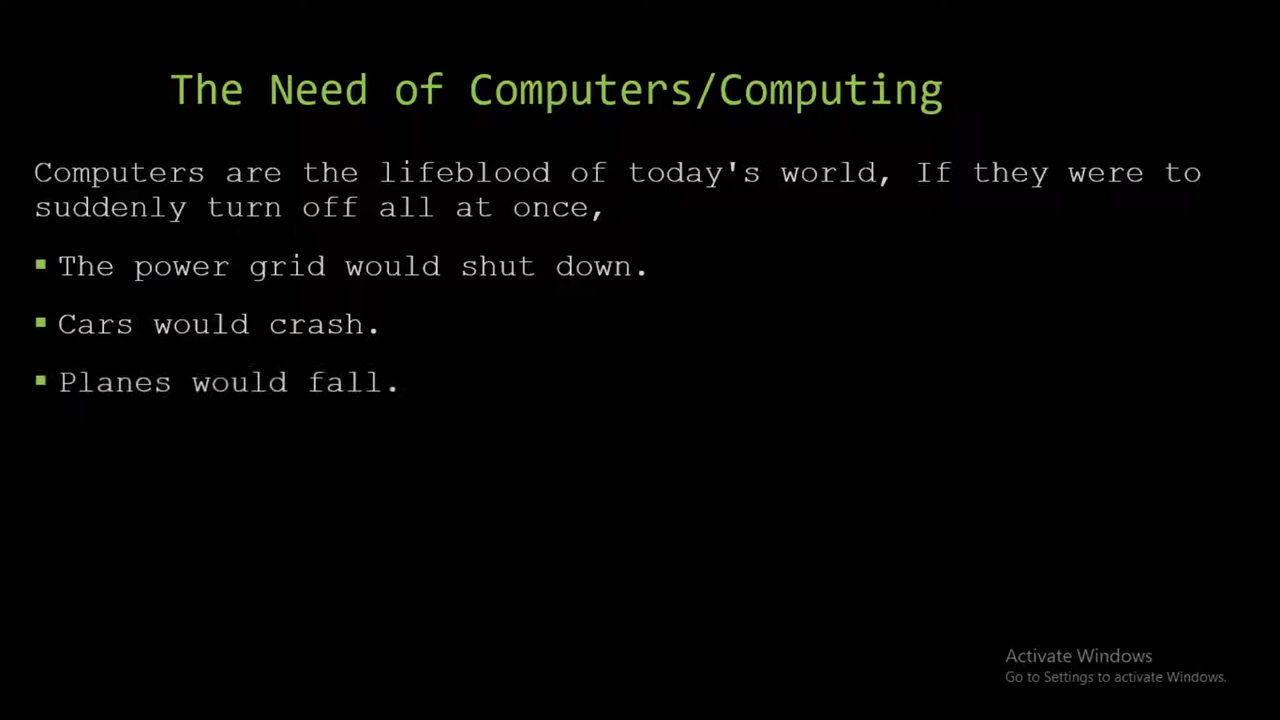 The Need of Computers/Computing
Computers are the lifeblood of today's world, If they were to
suddenly turn off all at once,
▪ The power grid would shut down.
▪ Cars would crash.
▪ Planes would fall.
Activate Windows
Go to Settings to activate Windows.